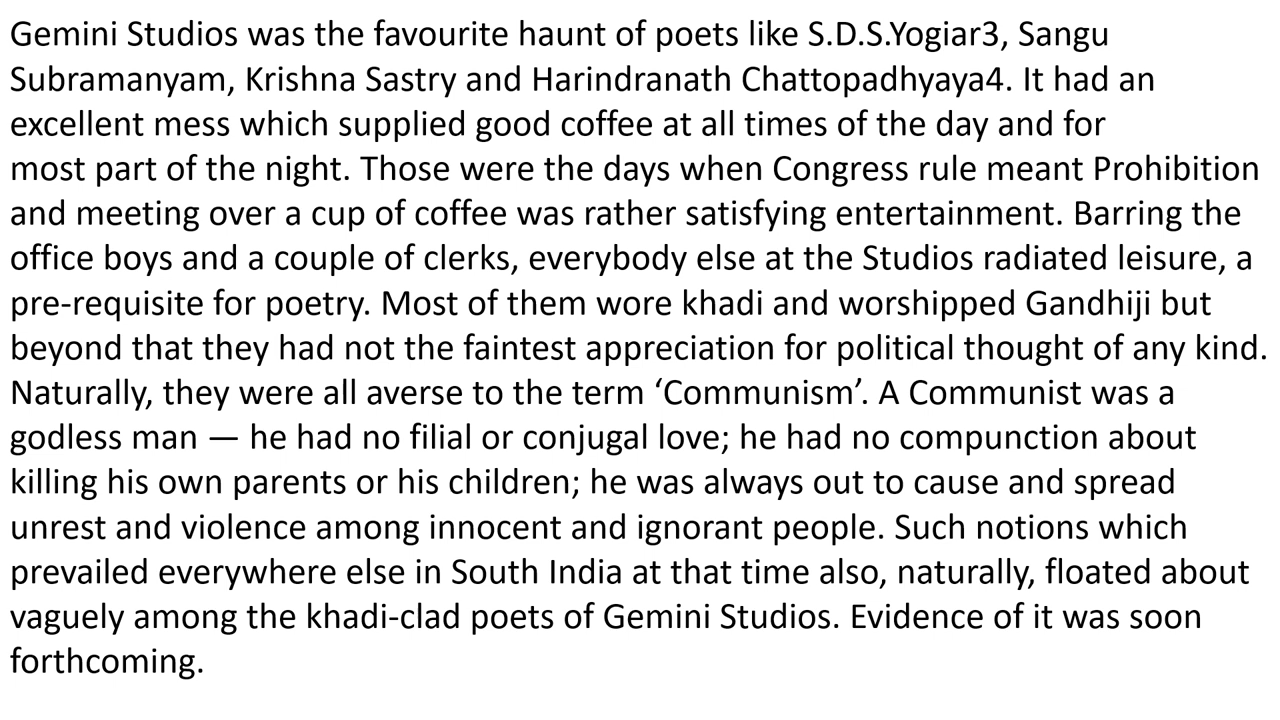 Gemini Studios was the favourite haunt of poets like S.D.S.Yogiar3, Sangu
Subramanyam, Krishna Sastry and Harindranath Chattopadhyaya4. It had an
excellent mess which supplied good coffee at all times of the day and for
most part of the night. Those were the days when Congress rule meant Prohibition
and meeting over a cup of coffee was rather satisfying entertainment. Barring the
office boys and a couple of clerks, everybody else at the Studios radiated leisure, a
pre-requisite for poetry. Most of them wore khadi and worshipped Gandhiji but
beyond that they had not the faintest appreciation for political thought of any kind.
Naturally, they were all averse to the term ‘Communism’. A Communist was a
godless man — he had no filial or conjugal love; he had no compunction about
killing his own parents or his children; he was always out to cause and spread
unrest and violence among innocent and ignorant people. Such notions which
prevailed everywhere else in South India at that time also, naturally, floated about
vaguely among the khadi-clad poets of Gemini Studios. Evidence of it was soon
forthcoming.